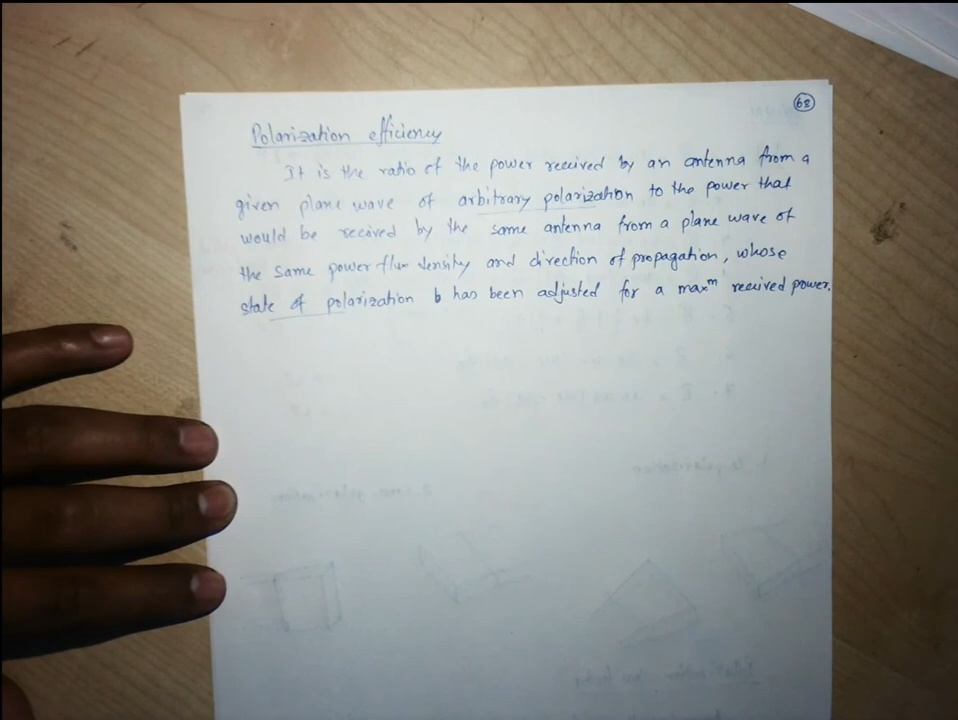 68
Polarization efficiency
It is the ratio of the power received by an antenna from a
given plane wave of arbitrary polarization to the power that
would be recived by the same antenna from a plane wave of
the same power flux density and direction of propagation, whose
state of polarization has been adjusted for a maxᵐ received power.